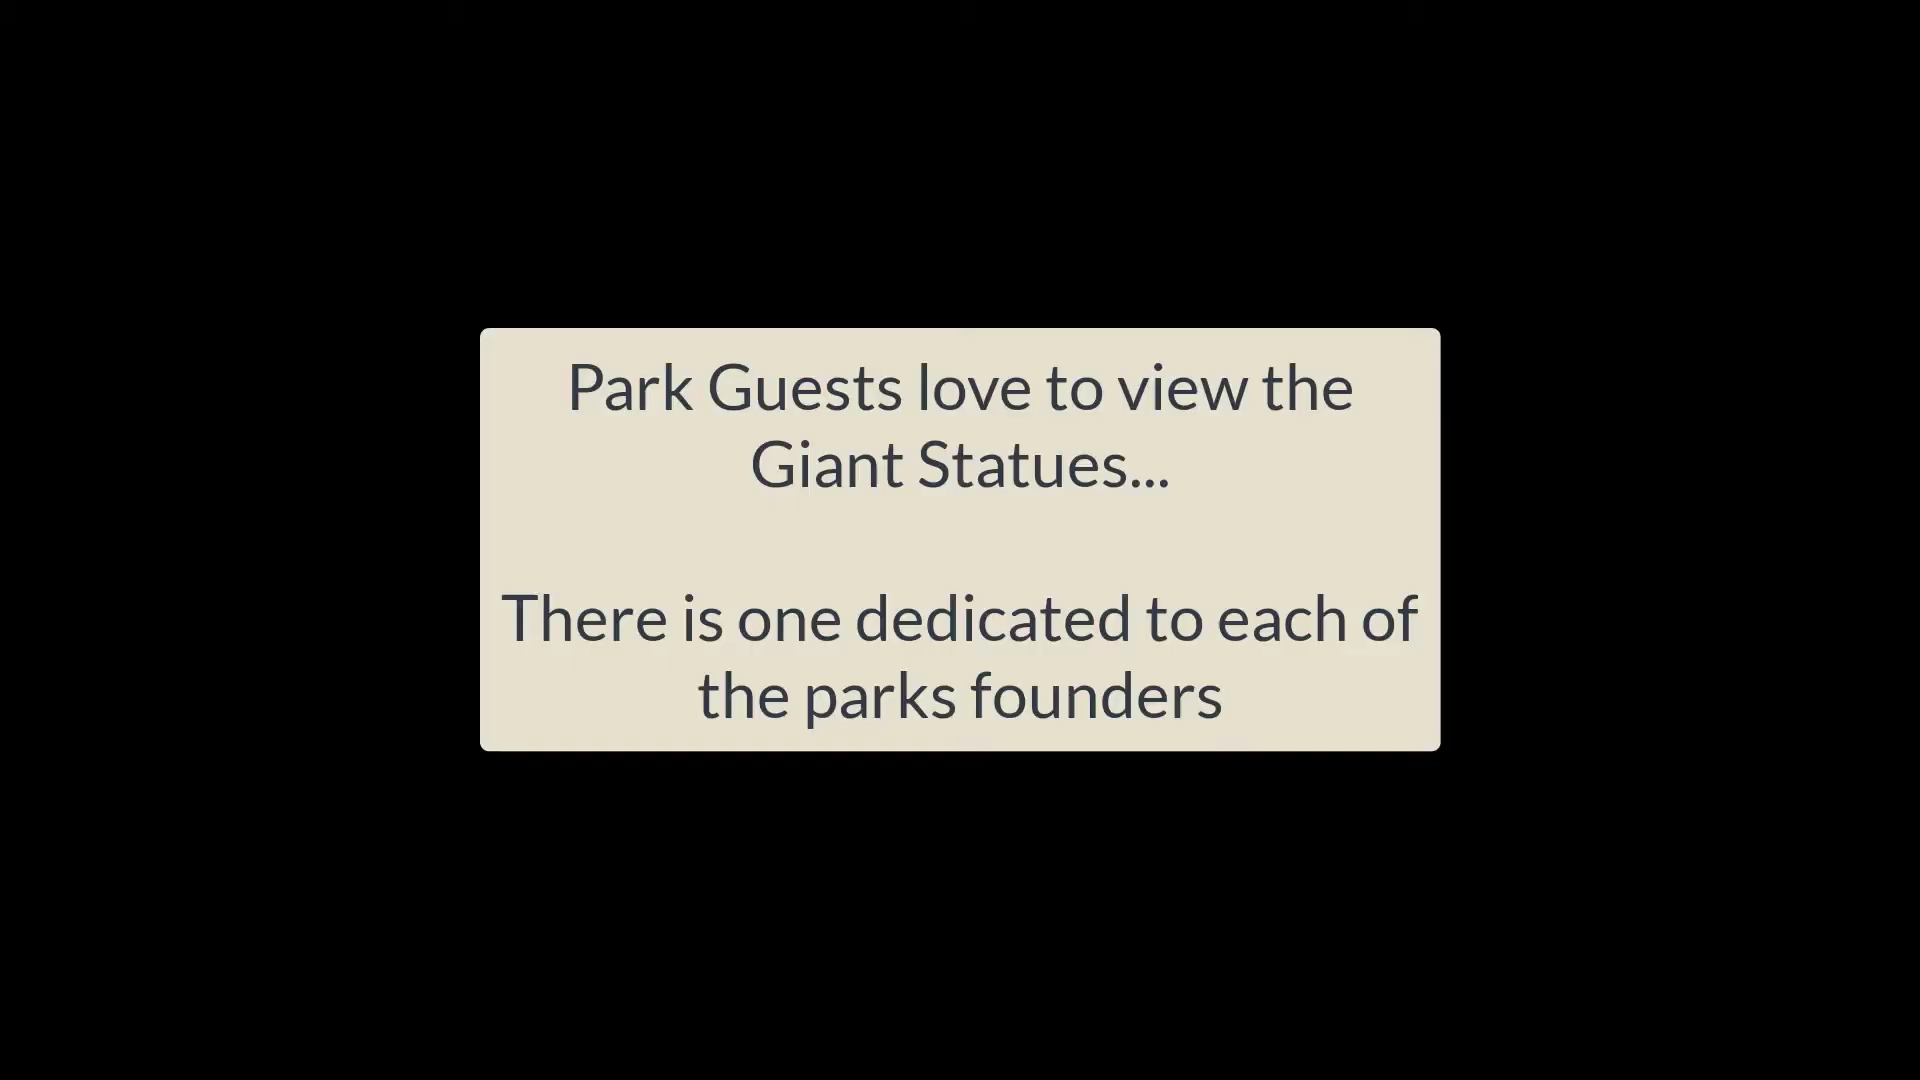 Park Guests love to view the
Giant Statues...
There is one dedicated to each of
the parks founders